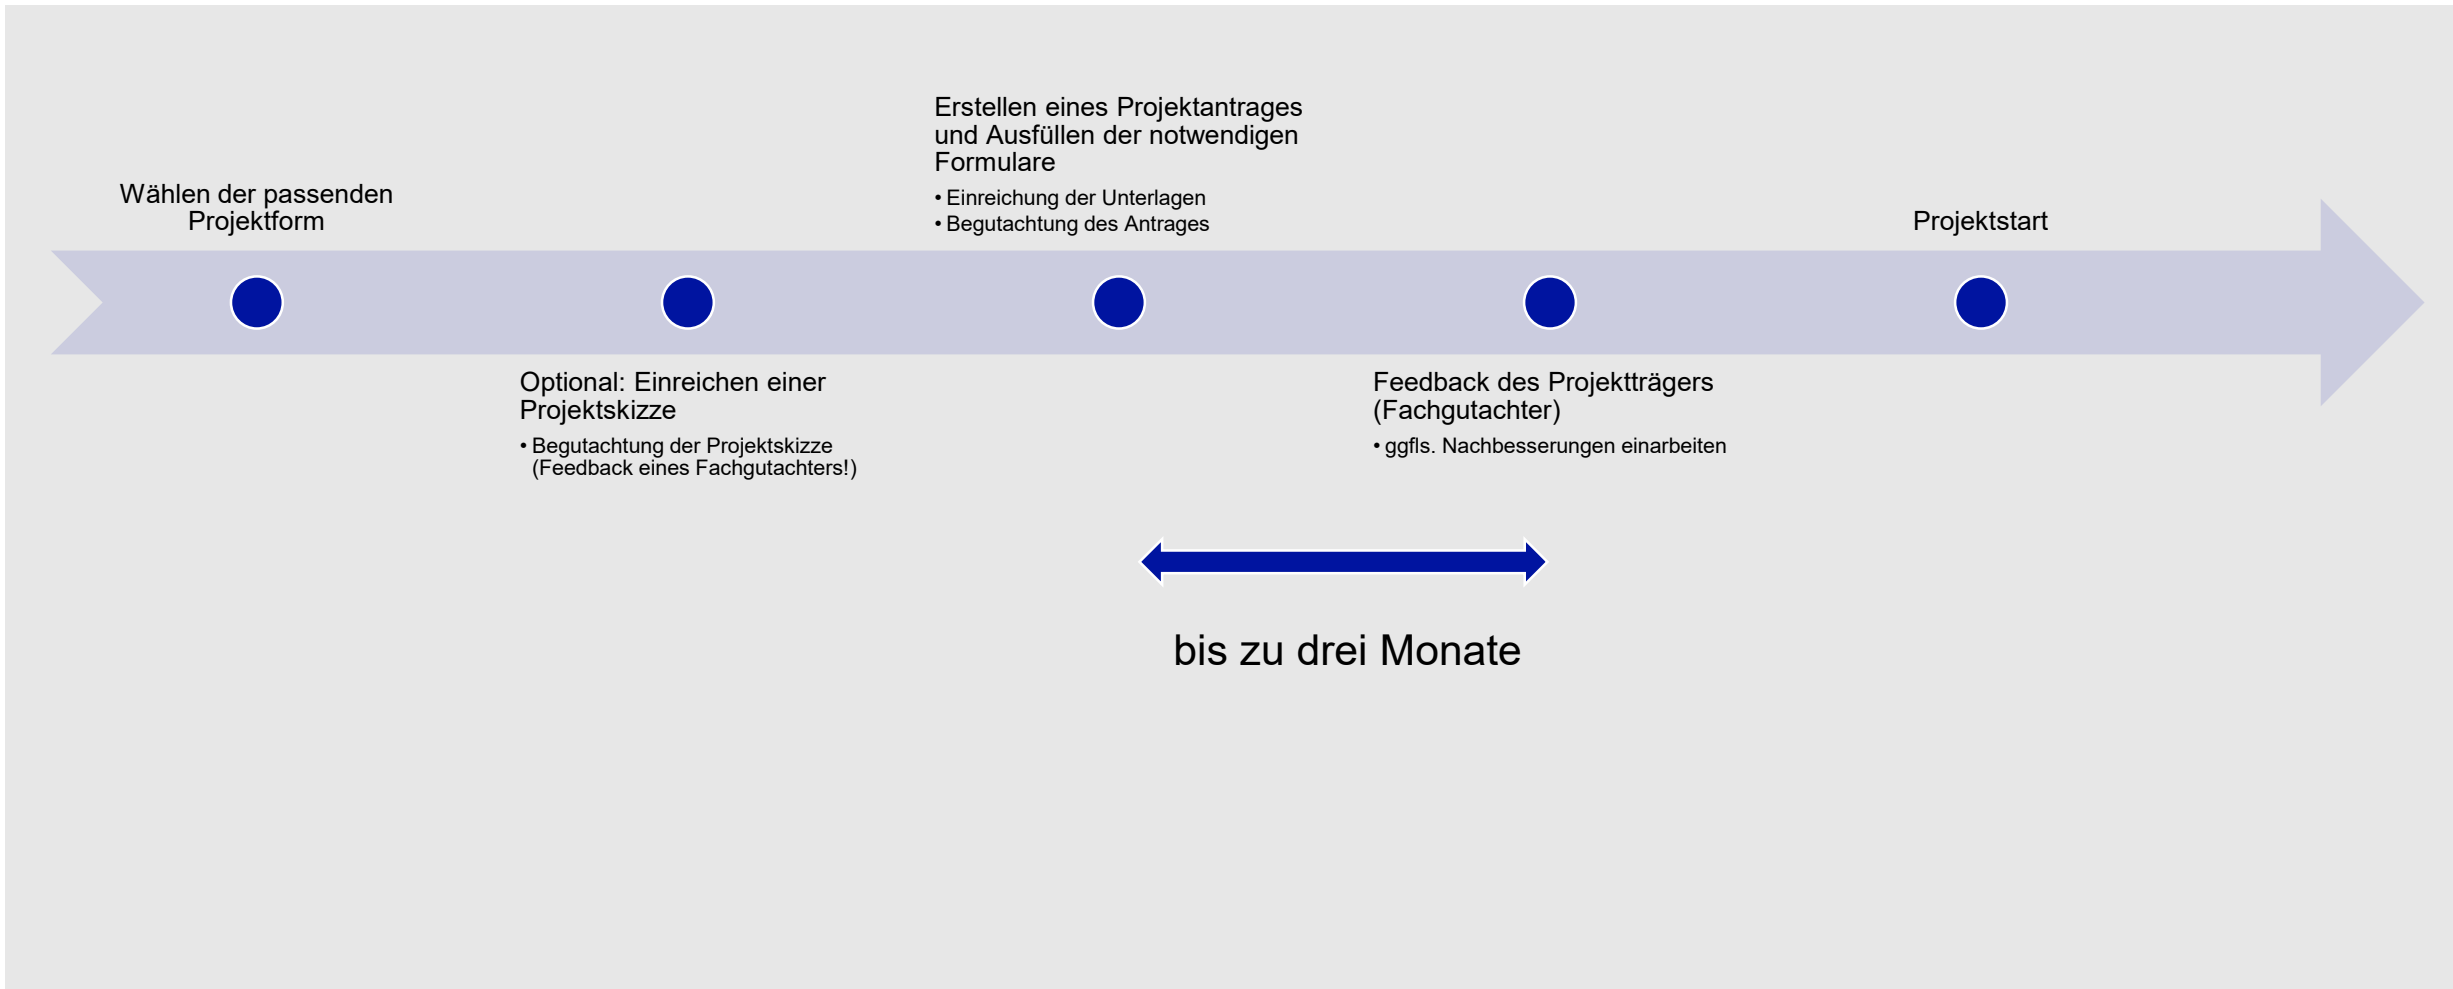 Wählen der passenden
Projektform
Optional: Einreichen einer
Projektskizze
• Begutachtung der Projektskizze
(Feedback eines Fachgutachters!)
Erstellen eines Projektantrages
und Ausfüllen der notwendigen
Formulare
• Einreichung der Unterlagen
• Begutachtung des Antrages
Feedback des Projektträgers
(Fachgutachter)
• ggfls. Nachbesserungen einarbeiten
Projektstart
bis zu drei Monate